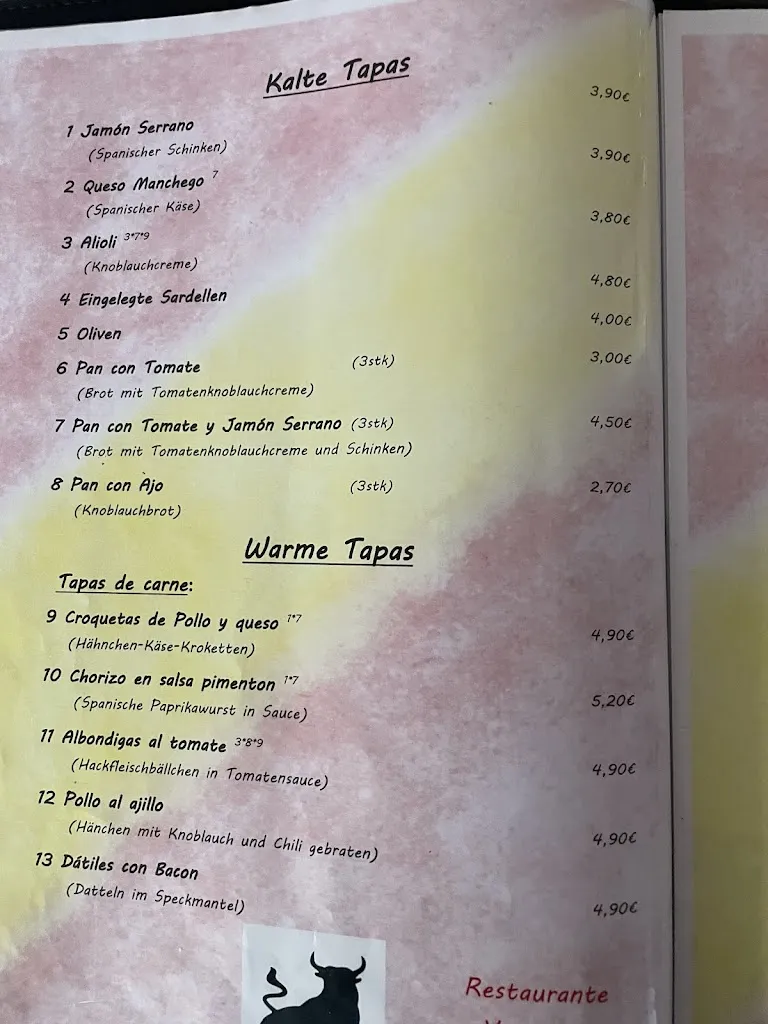 Kalte Tapas
1 Jamón Serrano 3,90€
(Spanischer Schinken)
2 Queso Manchego 7 3,90€
(Spanischer Käse)
3 Alioli 3*7*9 3,80€
(Knoblauchcreme)
4 Eingelegte Sardellen 4,80€
5 Oliven 4,00€
6 Pan con Tomate (3stk) 3,00€
(Brot mit Tomatenknoblauchcreme)
7 Pan con Tomate y Jamón Serrano (3stk) 4,50€
(Brot mit Tomatenknoblauchcreme und Schinken)
8 Pan con Ajo (3stk) 2,70€
(Knoblauchbrot)
Warme Tapas
Tapas de carne:
9 Croquetas de Pollo y queso 1*7 4,90€
(Hähnchen-Käse-Kroketten)
10 Chorizo en salsa pimenton 1*7 5,20€
(Spanische Paprikawurst in Sauce)
11 Albondigas al tomate 3*8*9 4,90€
(Hackfleischbällchen in Tomatensauce)
12 Pollo al ajillo 4,90€
(Hänchen mit Knoblauch und Chili gebraten)
13 Dátiles con Bacon 4,90€
(Datteln im Speckmantel)
Restaurante